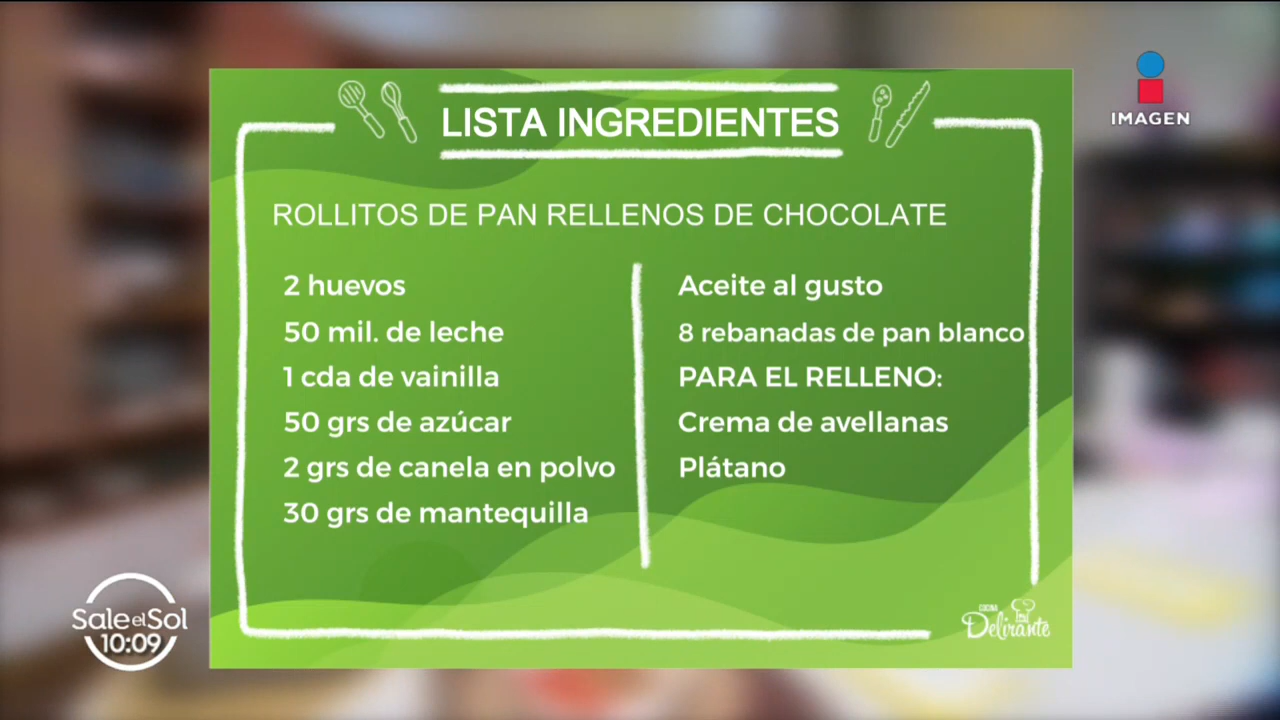 LISTA INGREDIENTES
ROLLITOS DE PAN RELLENOS DE CHOCOLATE
2 huevos
50 mil. de leche
1 cda de vainilla
50 grs de azúcar
2 grs de canela en polvo
30 grs de mantequilla
Aceite al gusto
8 rebanadas de pan blanco
PARA EL RELLENO:
Crema de avellanas
Plátano
IMAGEN
Sale el Sol
10:09
COCINA
Delirante